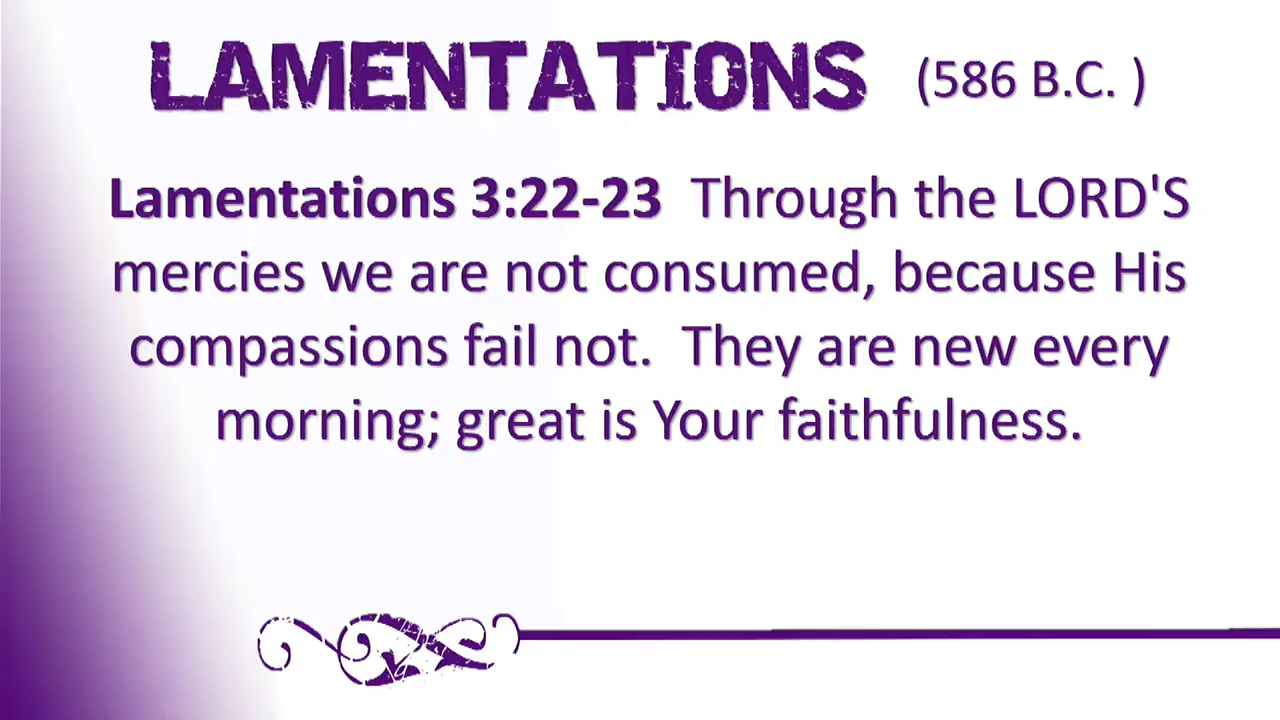 LAMENTATIONS (586 B.C. )
Lamentations 3:22-23  Through the LORD'S
mercies we are not consumed, because His
compassions fail not.  They are new every
morning; great is Your faithfulness.